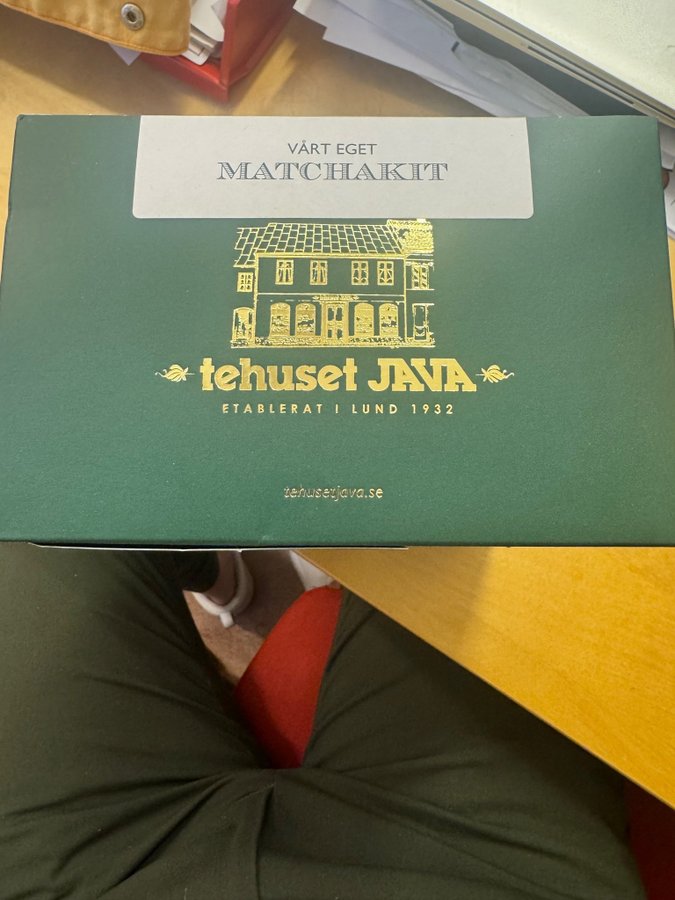 VÅRT EGET
MATCHAKIT
tehuset JAVA
ETABLERAT I LUND 1932
tehusetjava.se